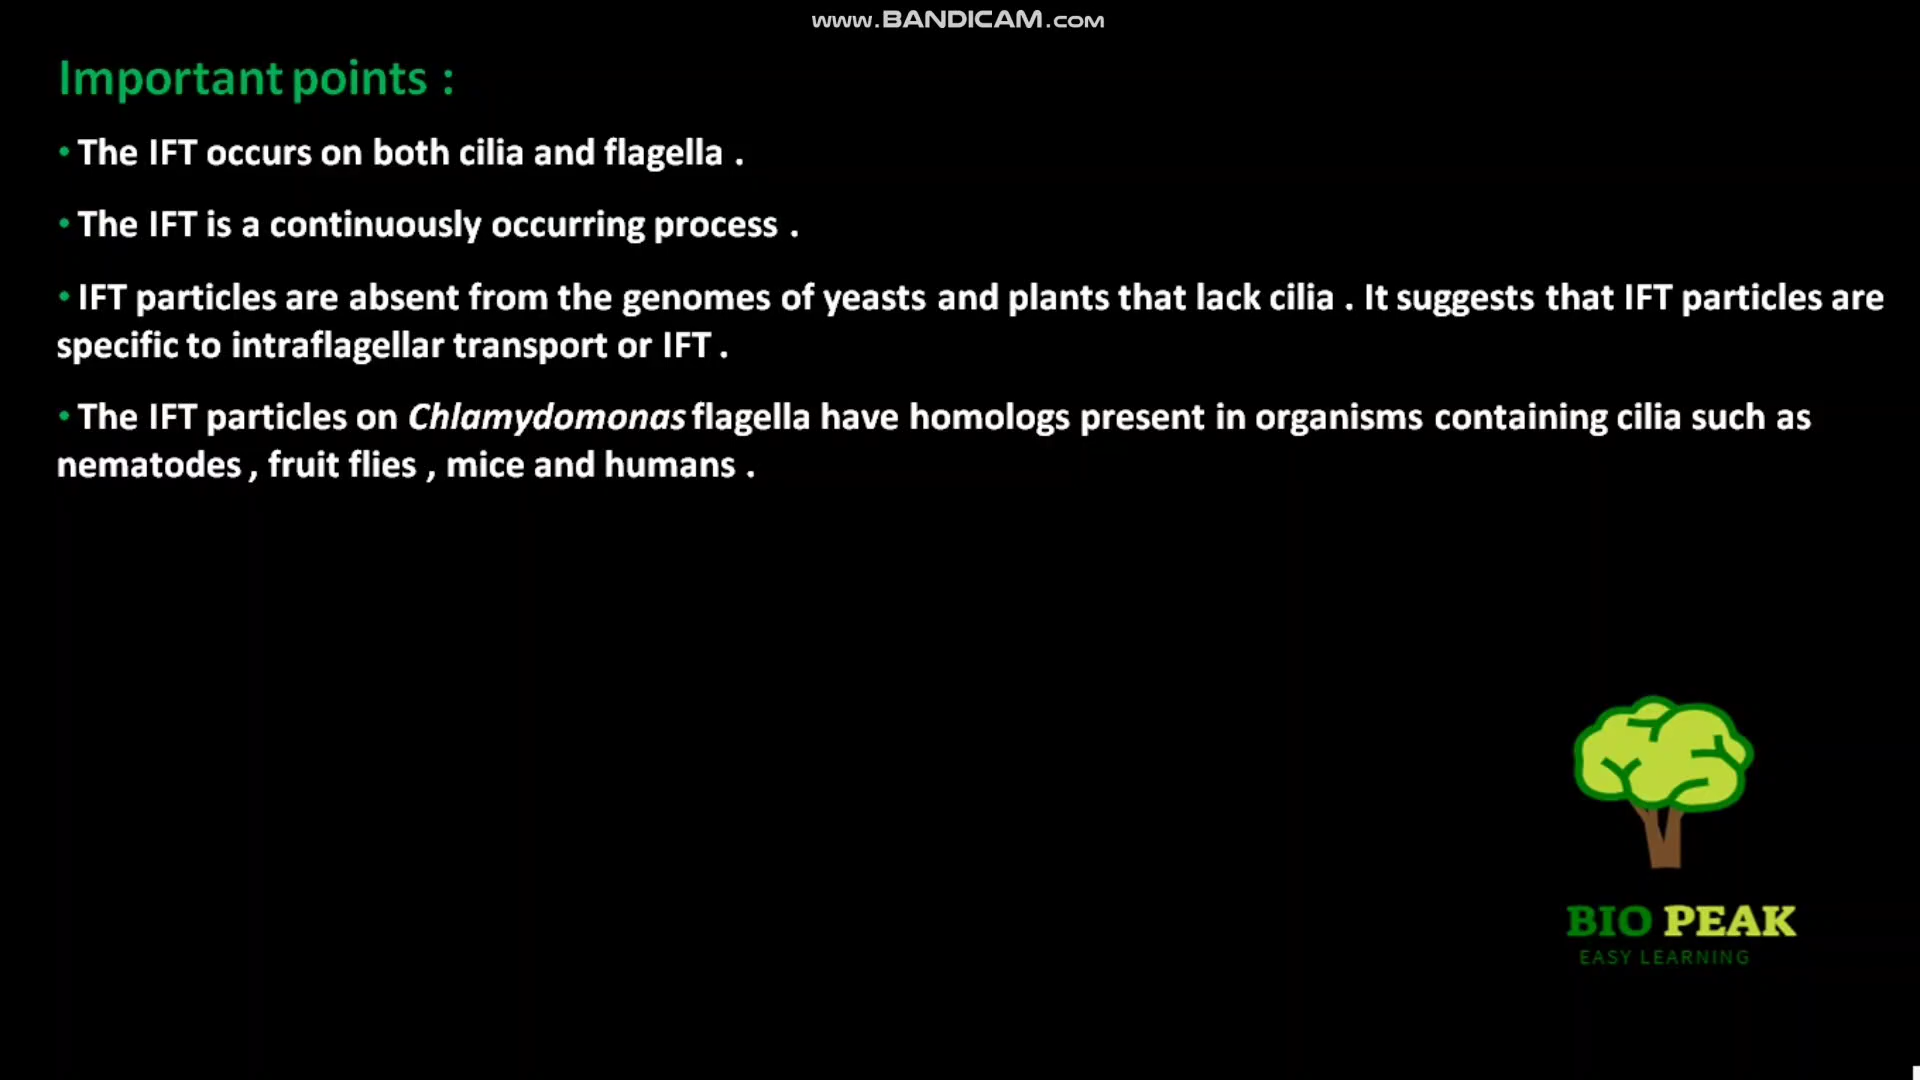 www.BANDICAM.COM
Important points :
• The IFT occurs on both cilia and flagella .
• The IFT is a continuously occurring process .
• IFT particles are absent from the genomes of yeasts and plants that lack cilia . It suggests that IFT particles are
specific to intraflagellar transport or IFT .
• The IFT particles on Chlamydomonas flagella have homologs present in organisms containing cilia such as
nematodes , fruit flies , mice and humans .
BIO PEAK
EASY LEARNING